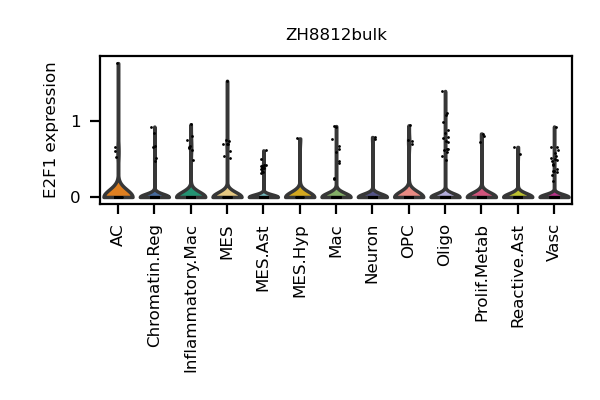 ZH8812bulk
E2F1 expression
1
0
AC
Chromatin.Reg
Inflammatory.Mac
MES
MES.Ast
MES.Hyp
Mac
Neuron
OPC
Oligo
Prolif.Metab
Reactive.Ast
Vasc